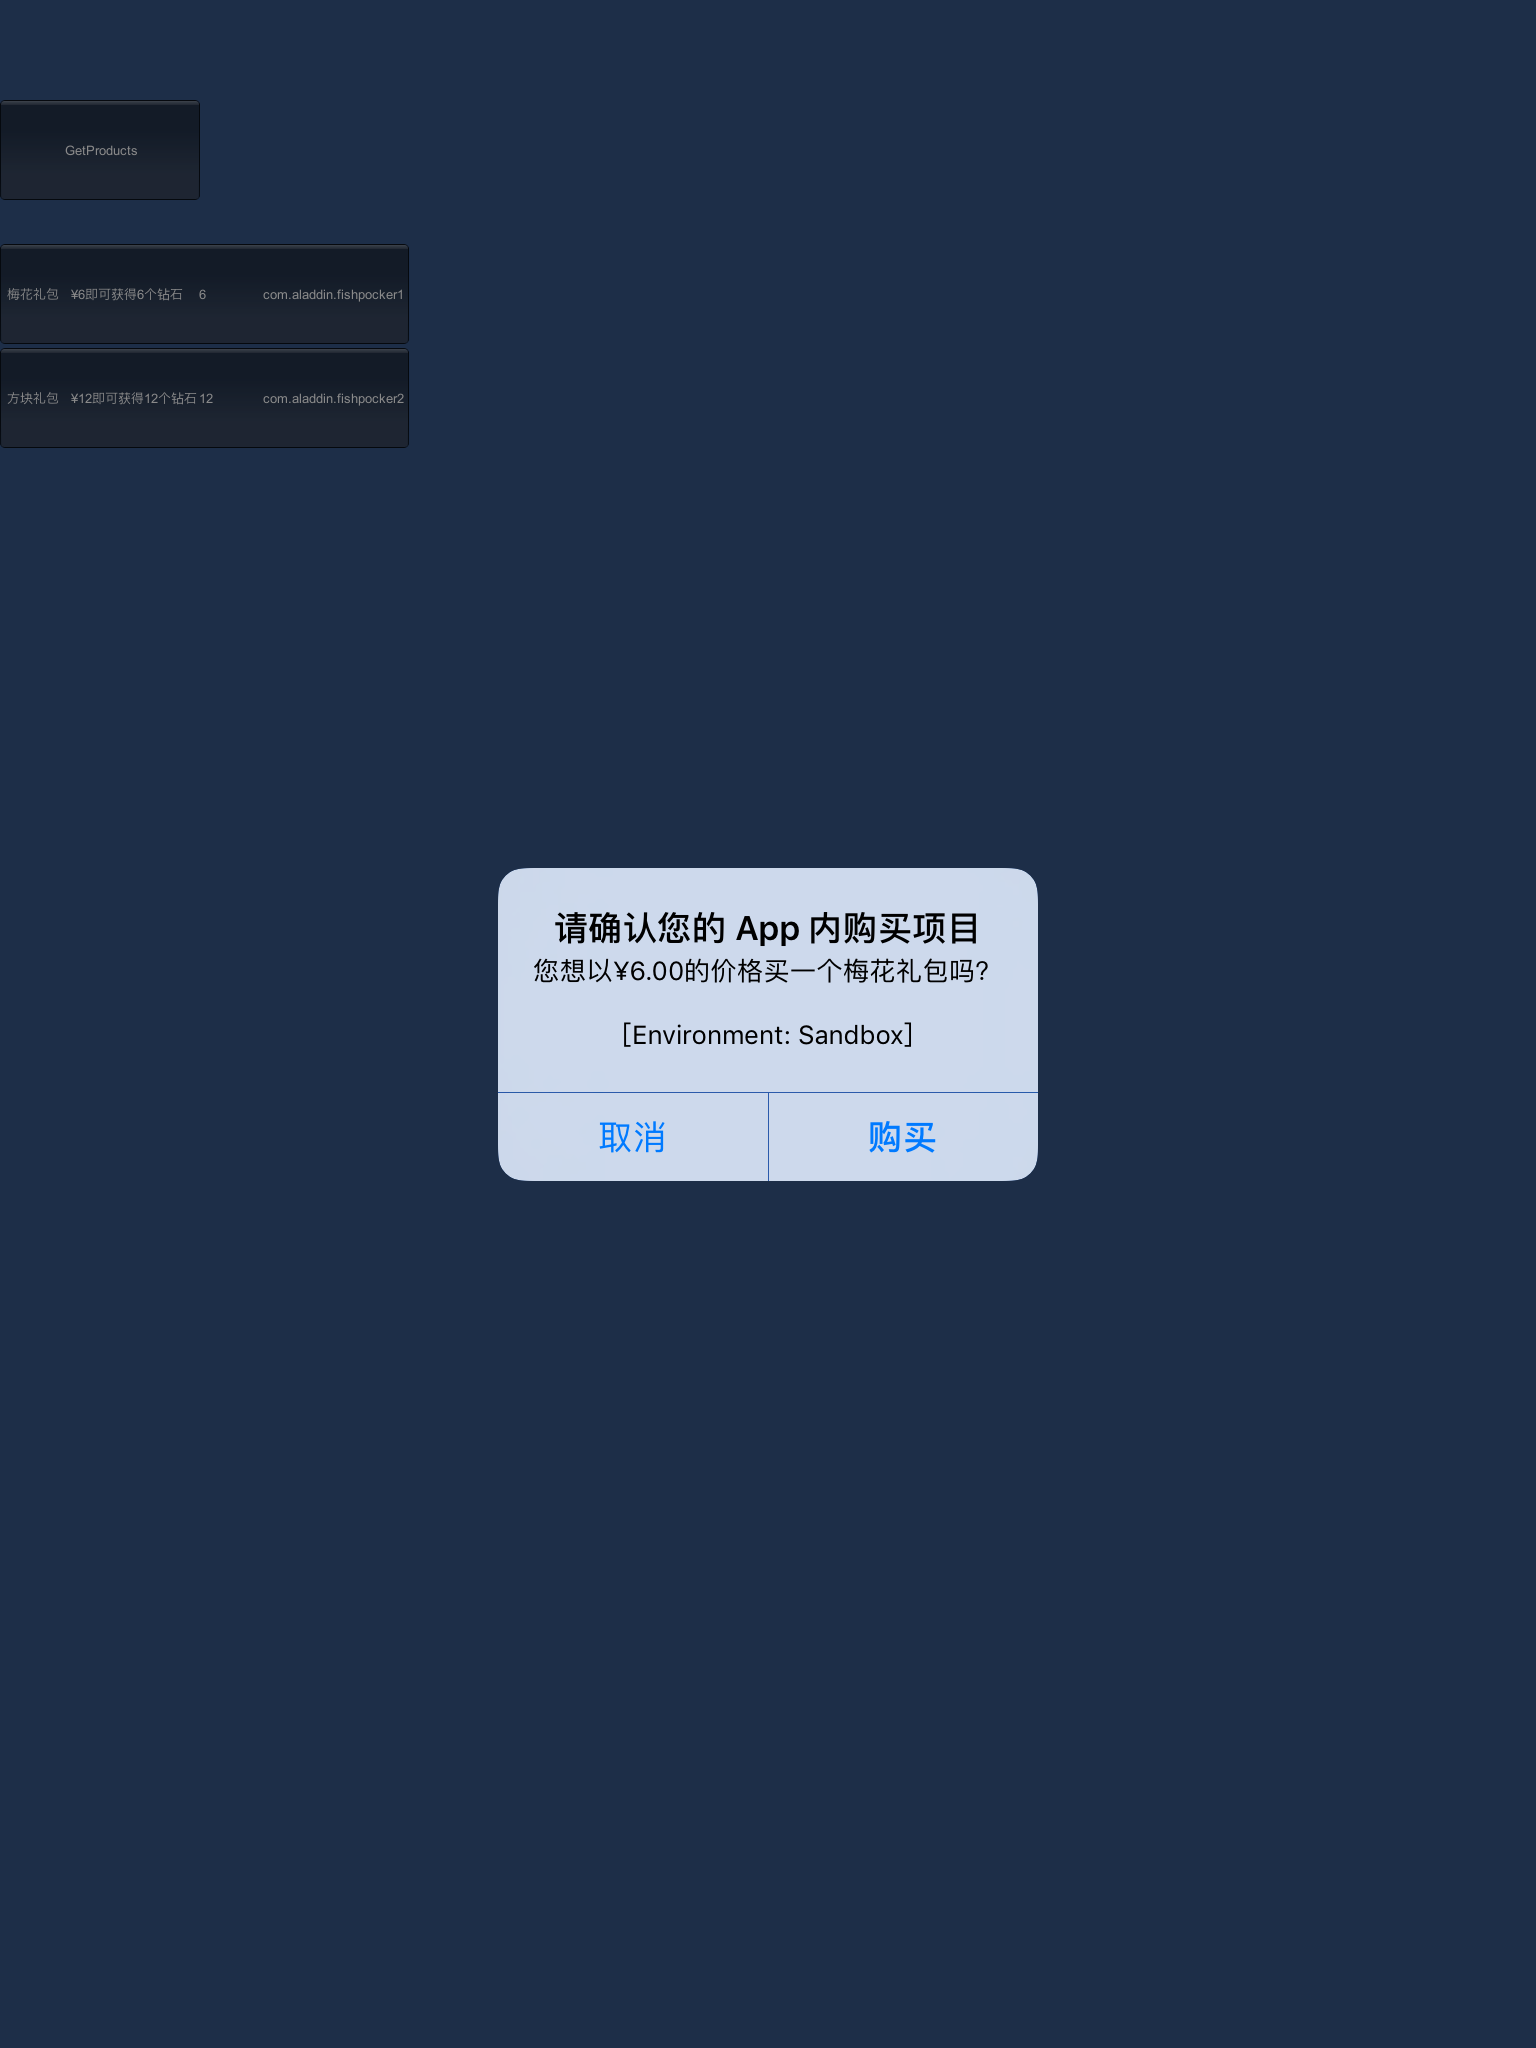 GetProducts
梅花礼包 ¥6即可获得6个钻石 6 com.aladdin.fishpocker1
方块礼包 ¥12即可获得12个钻石 12 com.aladdin.fishpocker2
请确认您的 App 内购买项目
您想以¥6.00的价格买一个梅花礼包吗?
[Environment: Sandbox]
取消 购买